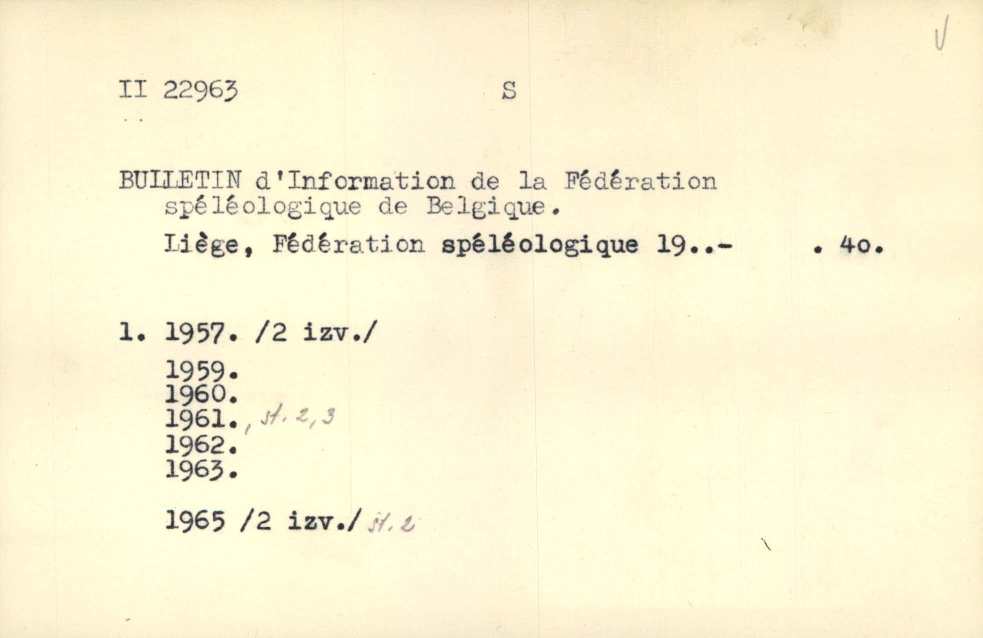 V
II 22963 S
BULLETIN d'Information de la Fédération
spéléologique de Belgique.
Liège, Fédération spéléologique 19..- . 4o.
1. 1957. /2 izv./
1959.
1960.
1961., št. 2, 3
1962.
1963.
1965 /2 izv./ št. 2